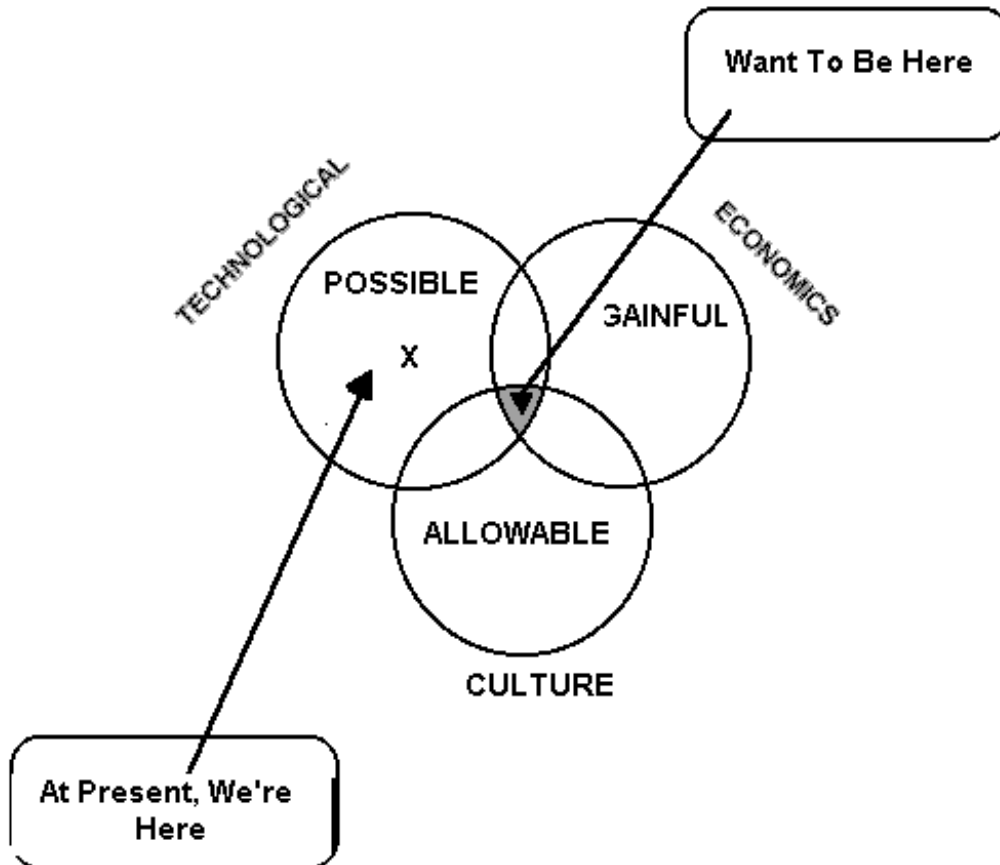 Want To Be Here
TECHNOLOGICAL
ECONOMICS
POSSIBLE
GAINFUL
X
ALLOWABLE
CULTURE
At Present, We're
Here